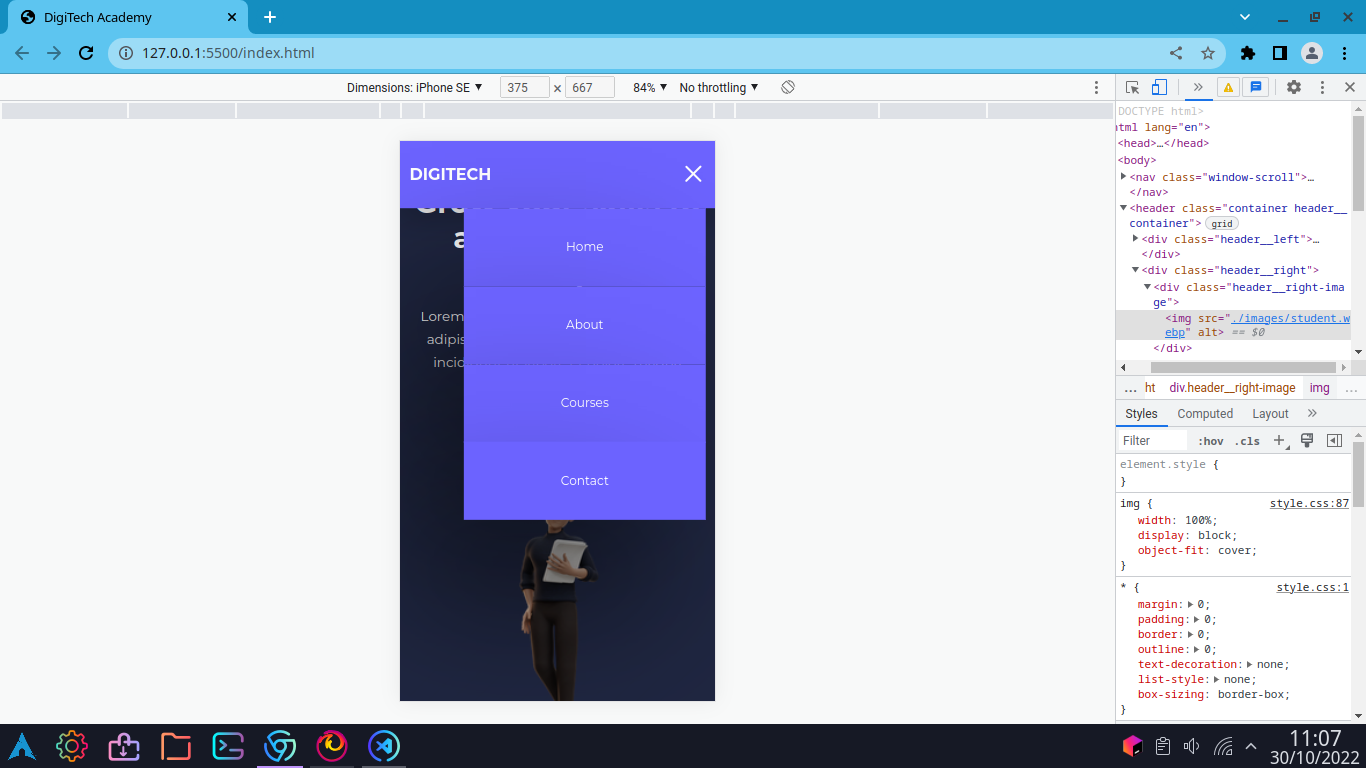 DigiTech Academy
127.0.0.1:5500/index.html
Dimensions: iPhone SE
375
×
667
84%
No throttling
DIGITECH
Home
About
Courses
Contact
Lorem
adipis
DOCTYPE html>
html lang="en">
<head>…</head>
<body>
<nav class="window-scroll">…
</nav>
<header class="container header__
container"> grid
<div class="header__left">…
</div>
<div class="header__right">
<div class="header__right-ima
ge">
<img src="./images/student.w
ebp" alt> == $0
</div>
… ht div.header__right-image img …
Styles Computed Layout
Filter :hov .cls
element.style {
}
img { style.css:87
width: 100%;
display: block;
object-fit: cover;
}
* { style.css:1
margin: 0;
padding: 0;
border: 0;
outline: 0;
text-decoration: none;
list-style: none;
box-sizing: border-box;
}
11:07
30/10/2022